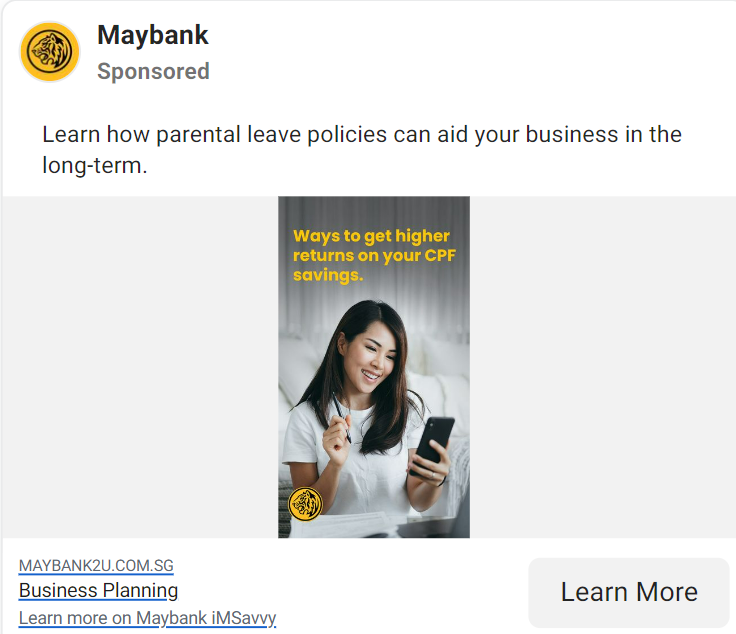 Maybank
Sponsored
Learn how parental leave policies can aid your business in the
long-term.
Ways to get higher
returns on your CPF
savings.
MAYBANK2U.COM.SG
Business Planning
Learn more on Maybank iMSavvy
Learn More